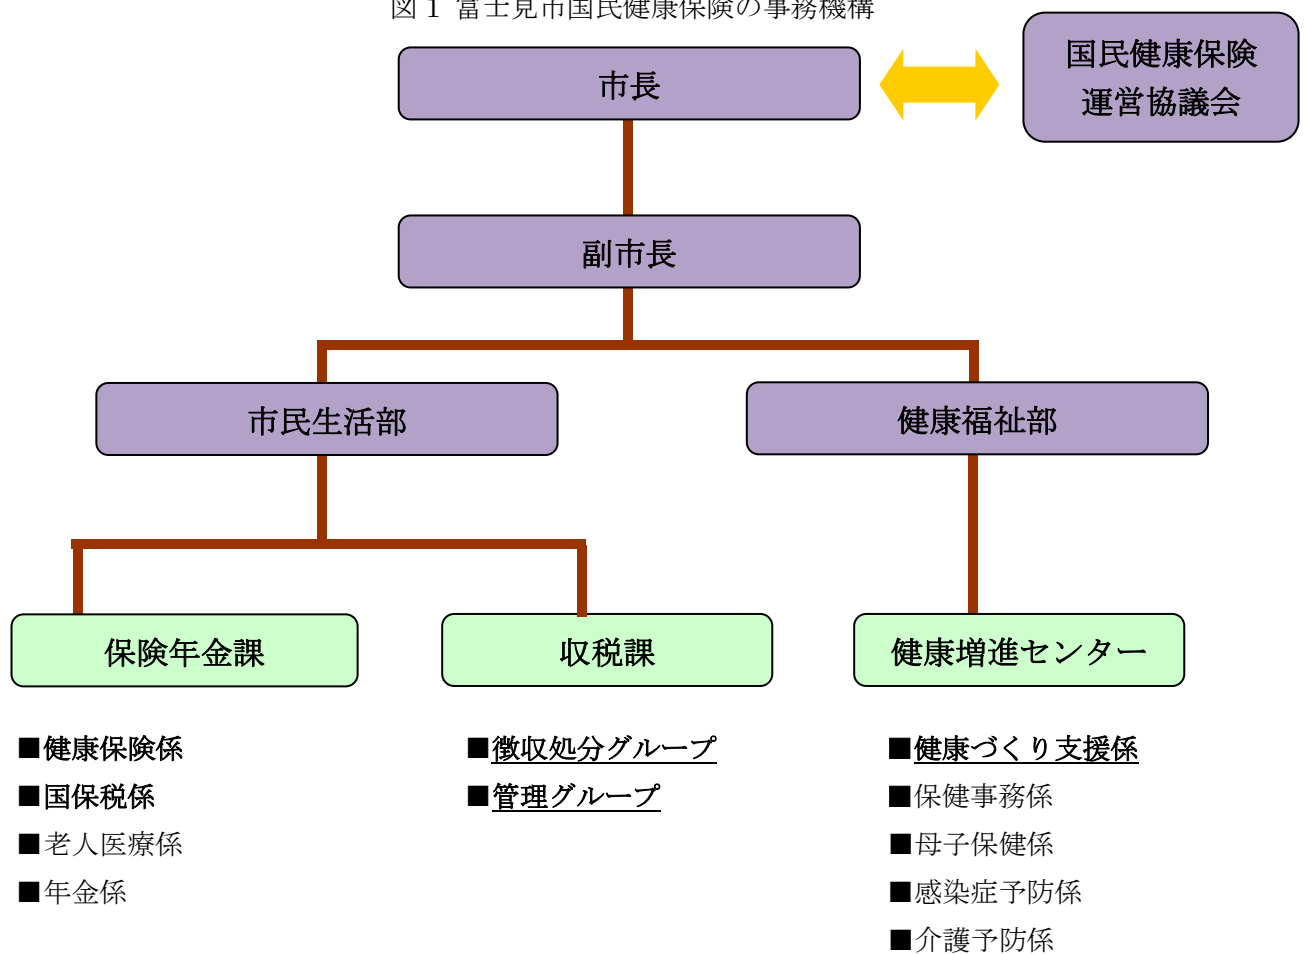 図1 富士見市国民健康保険の事務機構
市長
国民健康保険
運営協議会
副市長
市民生活部
健康福祉部
保険年金課
収税課
健康増進センター
■健康保険係
■国保税係
■老人医療係
■年金係
■徴収処分グループ
■管理グループ
■健康づくり支援係
■保健事務係
■母子保健係
■感染症予防係
■介護予防係